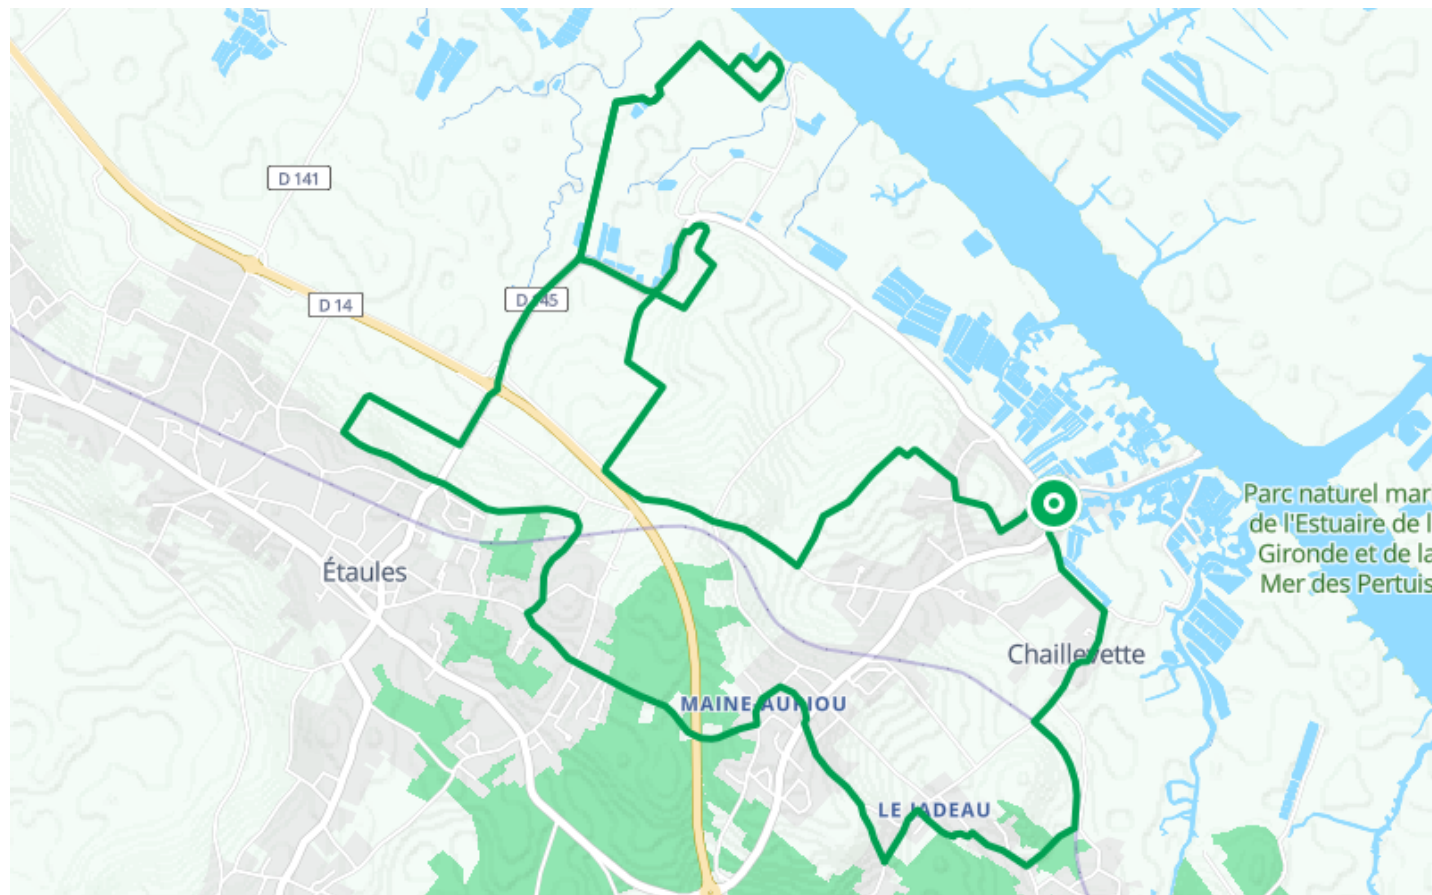 D 141
D 14
D 145
Parc naturel mar
de l'Estuaire de l
Gironde et de la
Mer des Pertuis
Étaules
Chaillevette
MAINE AURIOU
LE JADEAU